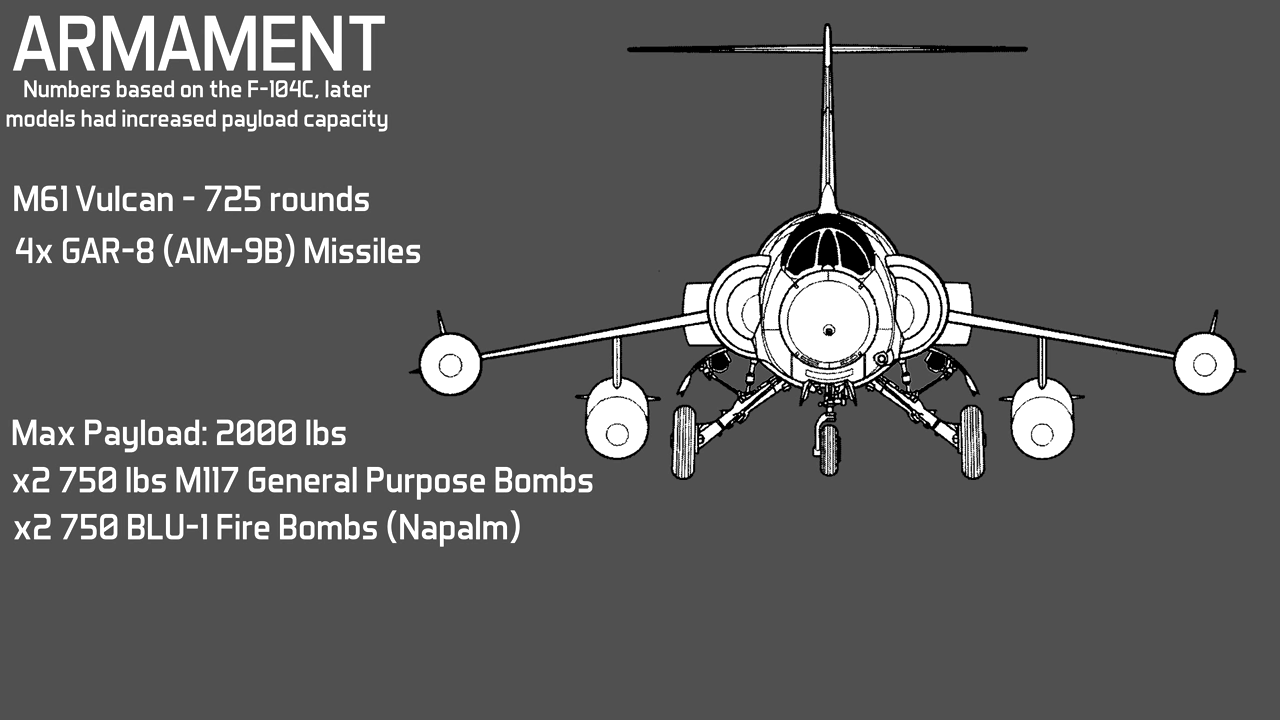 ARMAMENT
Numbers based on the F-104C, later
models had increased payload capacity
M61 Vulcan - 725 rounds
4x GAR-8 (AIM-9B) Missiles
Max Payload: 2000 lbs
x2 750 lbs M117 General Purpose Bombs
x2 750 BLU-1 Fire Bombs (Napalm)